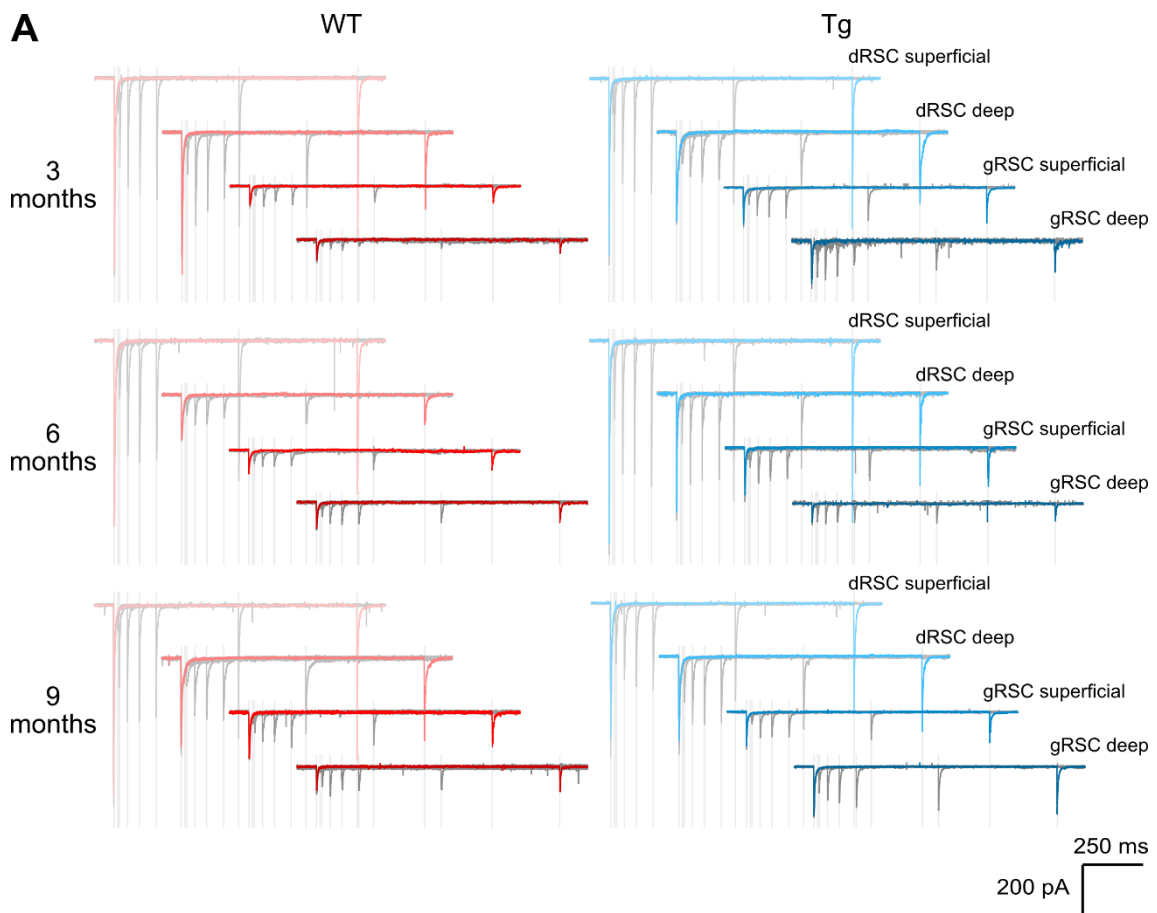 A
WT
Tg
3
months
dRSC superficial
dRSC deep
gRSC superficial
gRSC deep
6
months
dRSC superficial
dRSC deep
gRSC superficial
gRSC deep
9
months
dRSC superficial
dRSC deep
gRSC superficial
gRSC deep
250 ms
200 pA